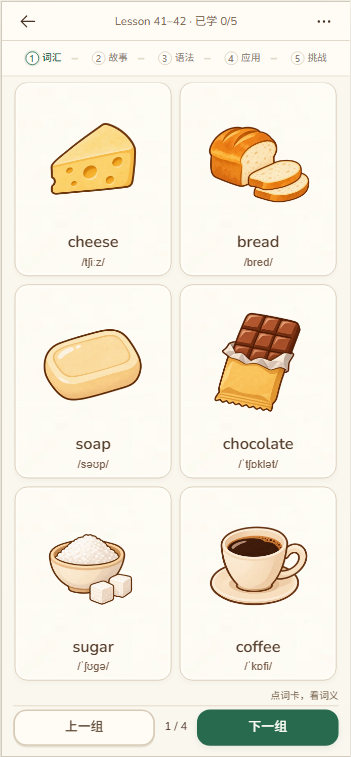 Lesson 41–42 · 已学 0/5
1 词汇 – 2 故事 – 3 语法 – 4 应用 – 5 挑战
cheese bread
/tʃiːz/ /bred/
soap chocolate
/səʊp/ /ˈtʃɒklət/
sugar coffee
/ˈʃʊɡə/ /ˈkɒfi/
点词卡，看词义
上一组 1 / 4 下一组